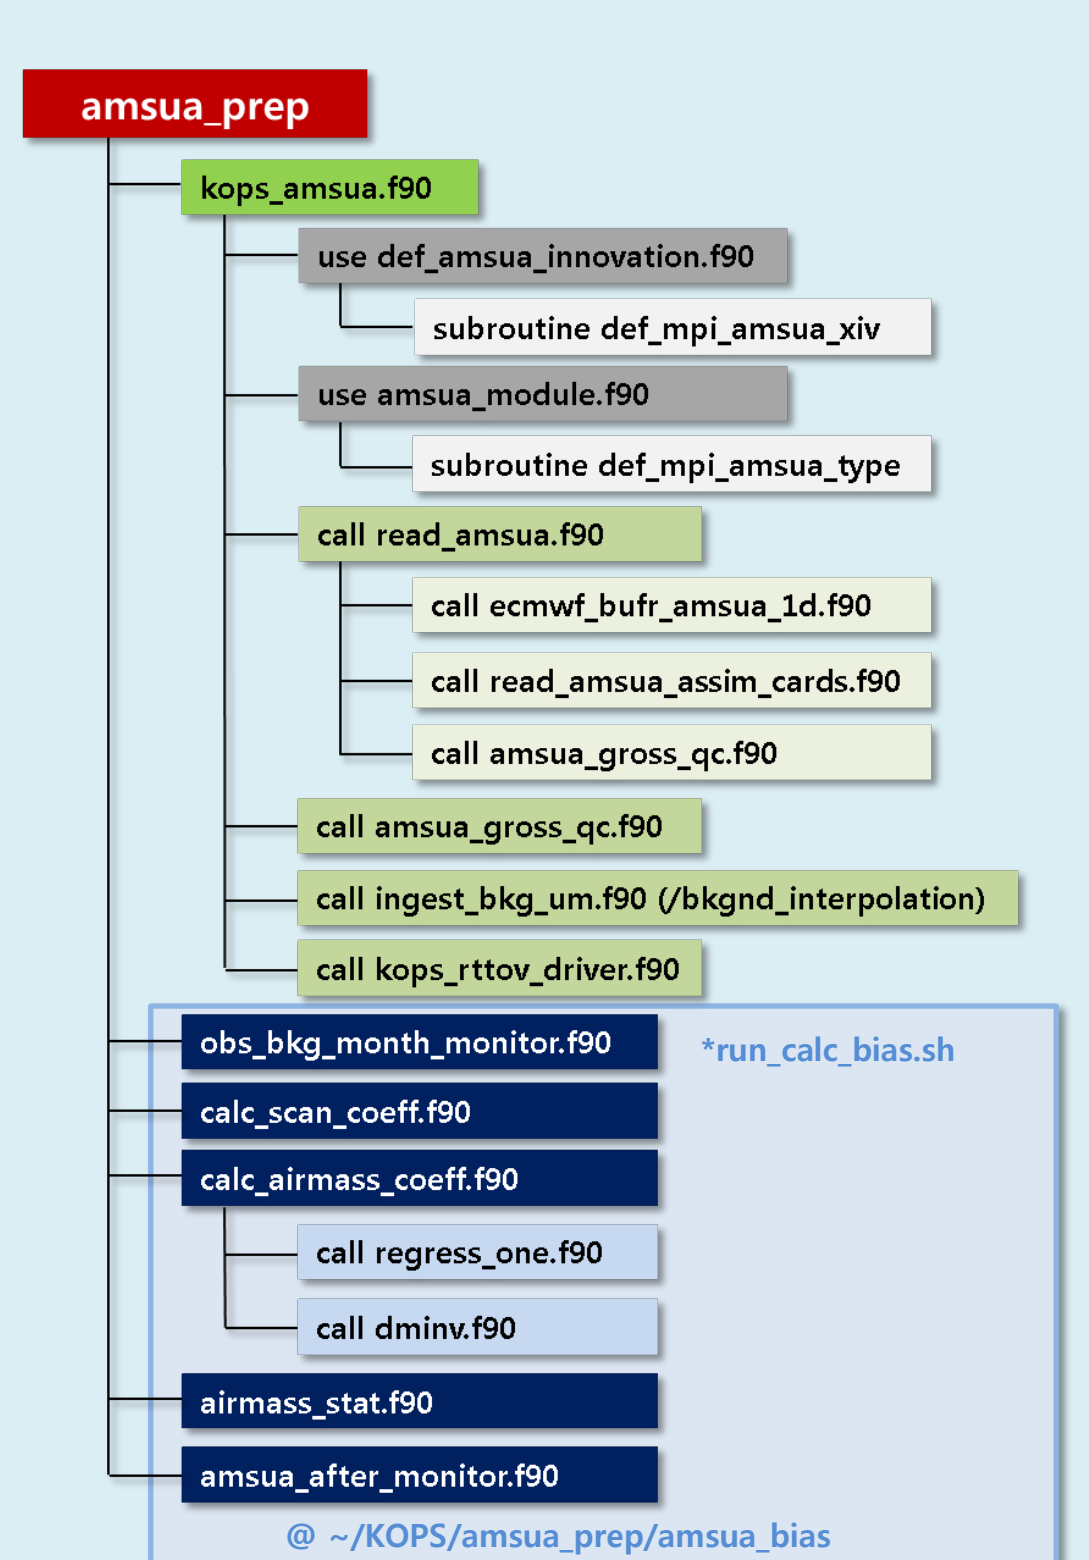 amsua_prep
kops_amsua.f90
use def_amsua_innovation.f90
subroutine def_mpi_amsua_xiv
use amsua_module.f90
subroutine def_mpi_amsua_type
call read_amsua.f90
call ecmwf_bufr_amsua_1d.f90
call read_amsua_assim_cards.f90
call amsua_gross_qc.f90
call amsua_gross_qc.f90
call ingest_bkg_um.f90 (/bkgnd_interpolation)
call kops_rttov_driver.f90
obs_bkg_month_monitor.f90
*run_calc_bias.sh
calc_scan_coeff.f90
calc_airmass_coeff.f90
call regress_one.f90
call dminv.f90
airmass_stat.f90
amsua_after_monitor.f90
@ ~/KOPS/amsua_prep/amsua_bias